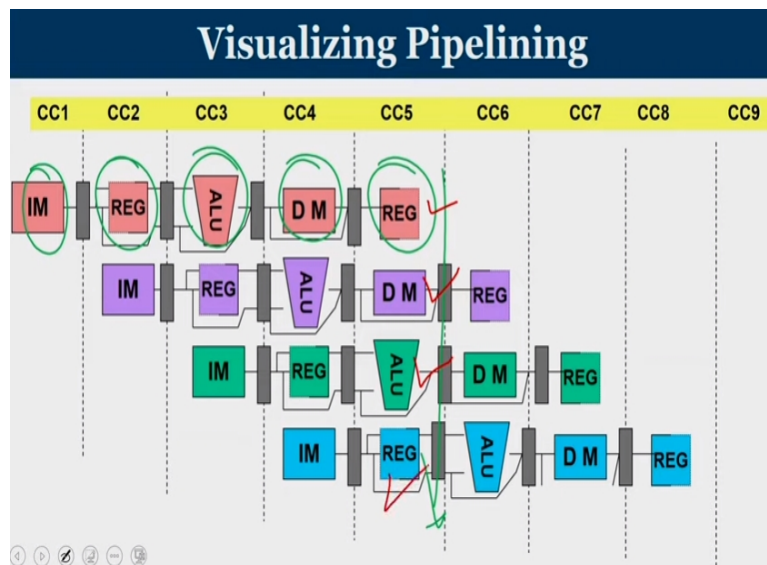 Visualizing Pipelining
CC1 CC2 CC3 CC4 CC5 CC6 CC7 CC8 CC9
IM REG ALU D M REG
IM REG ALU D M REG
IM REG ALU D M REG
IM REG ALU D M REG